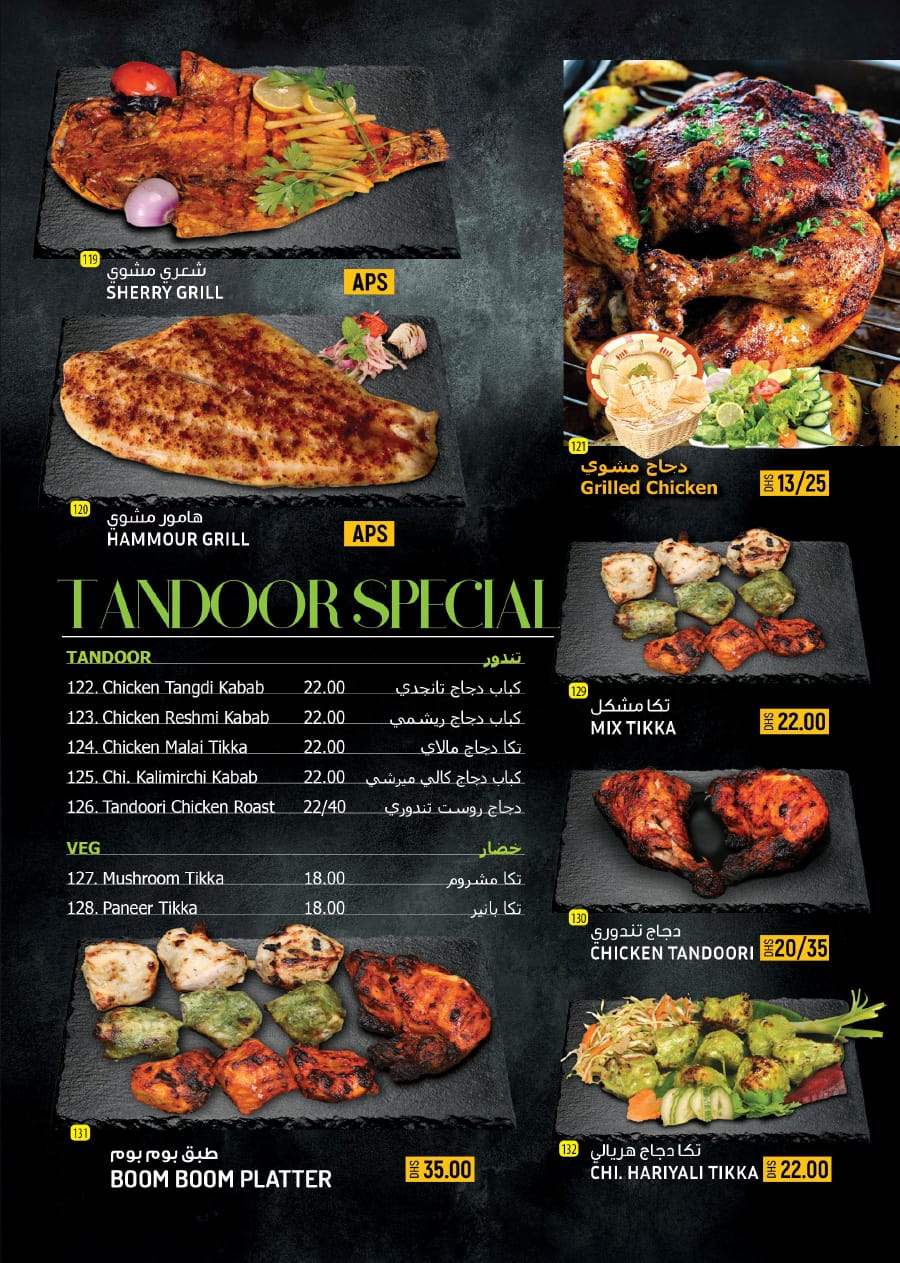 119
شعري مشوي
SHERRY GRILL
APS
120
هامور مشوي
HAMMOUR GRILL
APS
121
دجاج مشوي
Grilled Chicken
DHS 13/25
TANDOOR SPECIAL
TANDOOR تندور
122. Chicken Tangdi Kabab 22.00 كباب دجاج تانجدي
123. Chicken Reshmi Kabab 22.00 كباب دجاج ريشمي
124. Chicken Malai Tikka 22.00 تكا دجاج مالاي
125. Chi. Kalimirchi Kabab 22.00 كباب دجاج كالي ميرشي
126. Tandoori Chicken Roast 22/40 دجاج روست تندوري
VEG خضار
127. Mushroom Tikka 18.00 تكا مشروم
128. Paneer Tikka 18.00 تكا بانير
129
تكا مشكل
MIX TIKKA
DHS 22.00
130
دجاج تندوري
CHICKEN TANDOORI
DHS 20/35
131
طبق بوم بوم
BOOM BOOM PLATTER
DHS 35.00
132
تكا دجاج هريالي
CHI. HARIYALI TIKKA
DHS 22.00